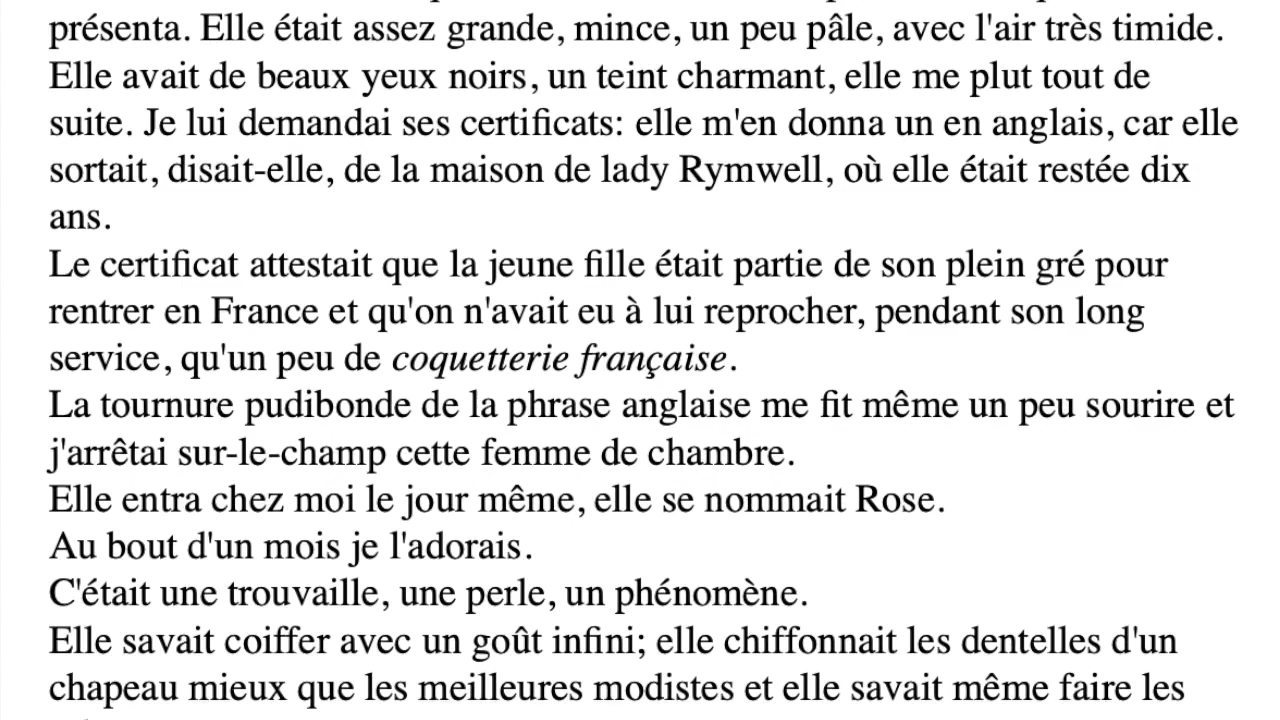 présenta. Elle était assez grande, mince, un peu pâle, avec l'air très timide.
Elle avait de beaux yeux noirs, un teint charmant, elle me plut tout de
suite. Je lui demandai ses certificats: elle m'en donna un en anglais, car elle
sortait, disait-elle, de la maison de lady Rymwell, où elle était restée dix
ans.
Le certificat attestait que la jeune fille était partie de son plein gré pour
rentrer en France et qu'on n'avait eu à lui reprocher, pendant son long
service, qu'un peu de coquetterie française.
La tournure pudibonde de la phrase anglaise me fit même un peu sourire et
j'arrêtai sur-le-champ cette femme de chambre.
Elle entra chez moi le jour même, elle se nommait Rose.
Au bout d'un mois je l'adorais.
C'était une trouvaille, une perle, un phénomène.
Elle savait coiffer avec un goût infini; elle chiffonnait les dentelles d'un
chapeau mieux que les meilleures modistes et elle savait même faire les